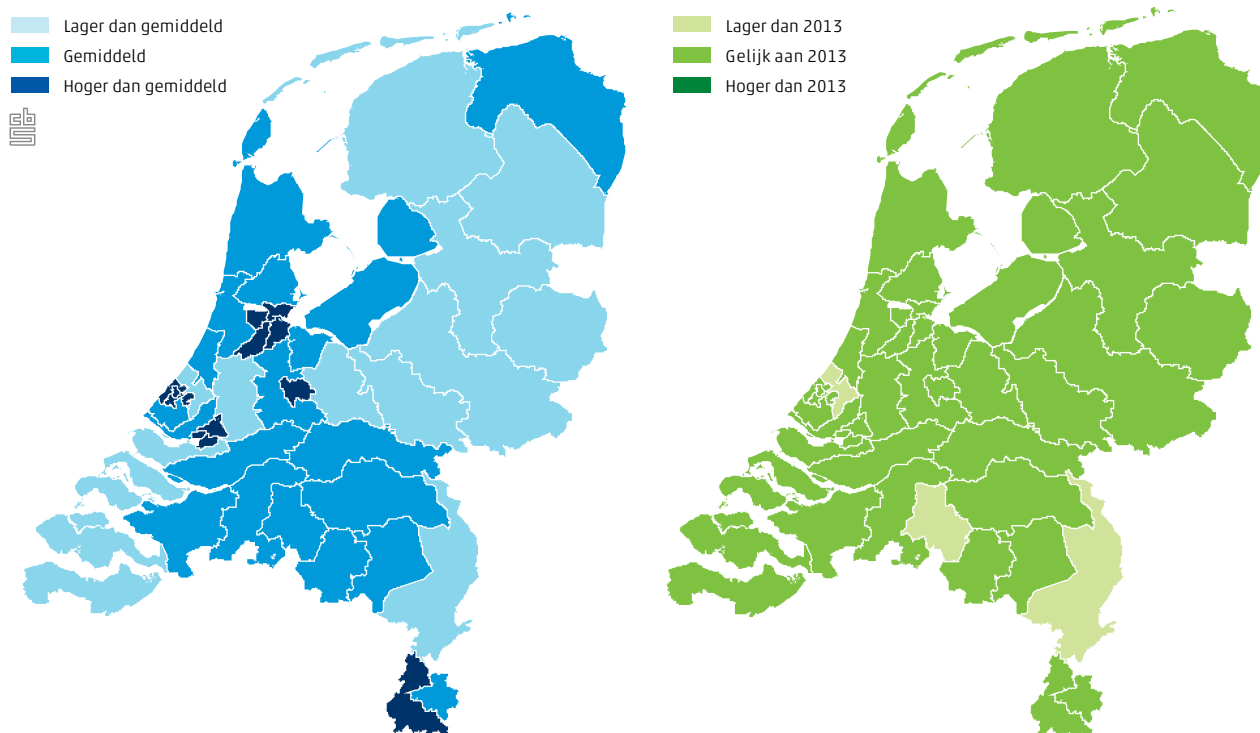 Lager dan gemiddeld
Gemiddeld
Hoger dan gemiddeld
cbs
Lager dan 2013
Gelijk aan 2013
Hoger dan 2013